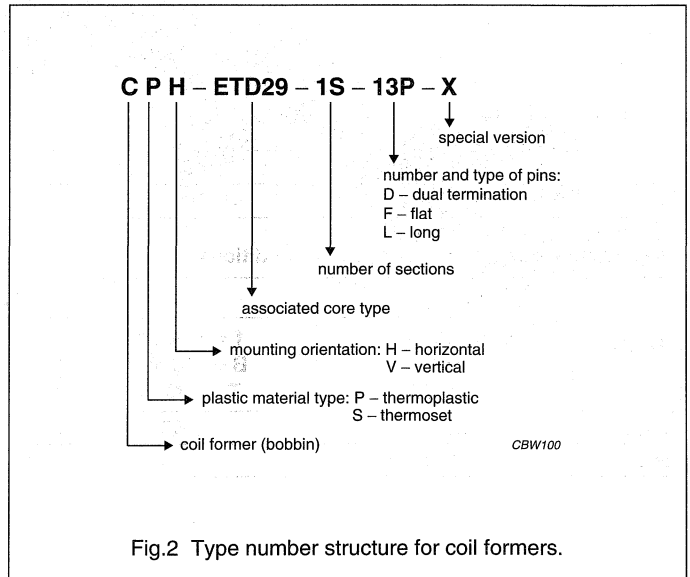 C P H – ETD29 – 1S – 13P – X
special version
number and type of pins:
D – dual termination
F – flat
L – long
number of sections
associated core type
mounting orientation: H – horizontal
V – vertical
plastic material type: P – thermoplastic
S – thermoset
coil former (bobbin)
CBW100
Fig.2 Type number structure for coil formers.